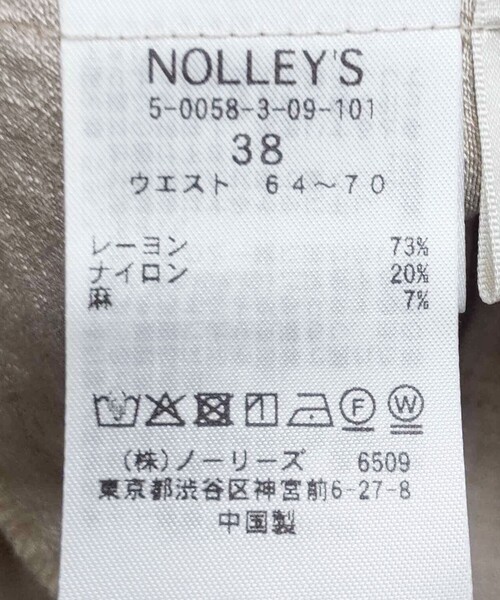 NOLLEY'S
5-0058-3-09-101
38
ウエスト 64～70
レーヨン 73%
ナイロン 20%
麻 7%
F W
(株)ノーリーズ 6509
東京都渋谷区神宮前6-27-8
中国製